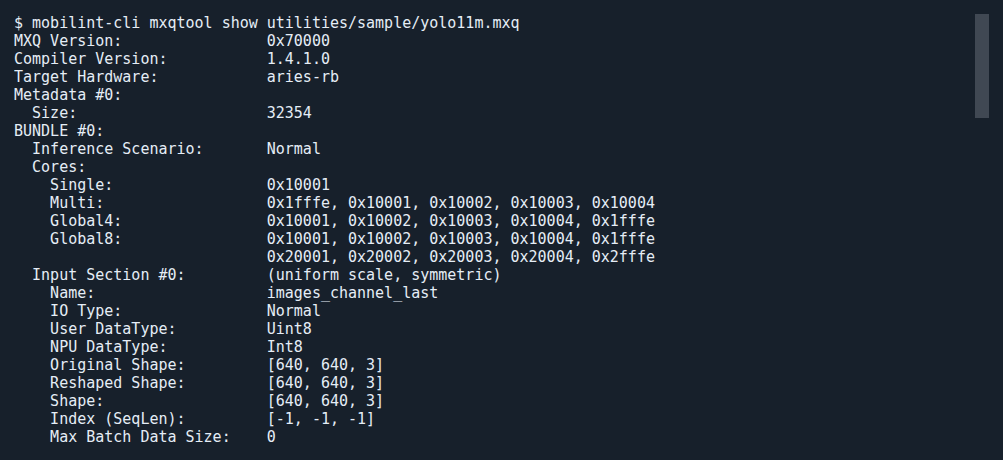 $ mobilint-cli mxqtool show utilities/sample/yolo11m.mxq
MXQ Version: 0x70000
Compiler Version: 1.4.1.0
Target Hardware: aries-rb
Metadata #0:
Size: 32354
BUNDLE #0:
Inference Scenario: Normal
Cores:
Single: 0x10001
Multi: 0x1fffe, 0x10001, 0x10002, 0x10003, 0x10004
Global4: 0x10001, 0x10002, 0x10003, 0x10004, 0x1fffe
Global8: 0x10001, 0x10002, 0x10003, 0x10004, 0x1fffe
0x20001, 0x20002, 0x20003, 0x20004, 0x2fffe
Input Section #0: (uniform scale, symmetric)
Name: images_channel_last
IO Type: Normal
User DataType: Uint8
NPU DataType: Int8
Original Shape: [640, 640, 3]
Reshaped Shape: [640, 640, 3]
Shape: [640, 640, 3]
Index (SeqLen): [-1, -1, -1]
Max Batch Data Size: 0